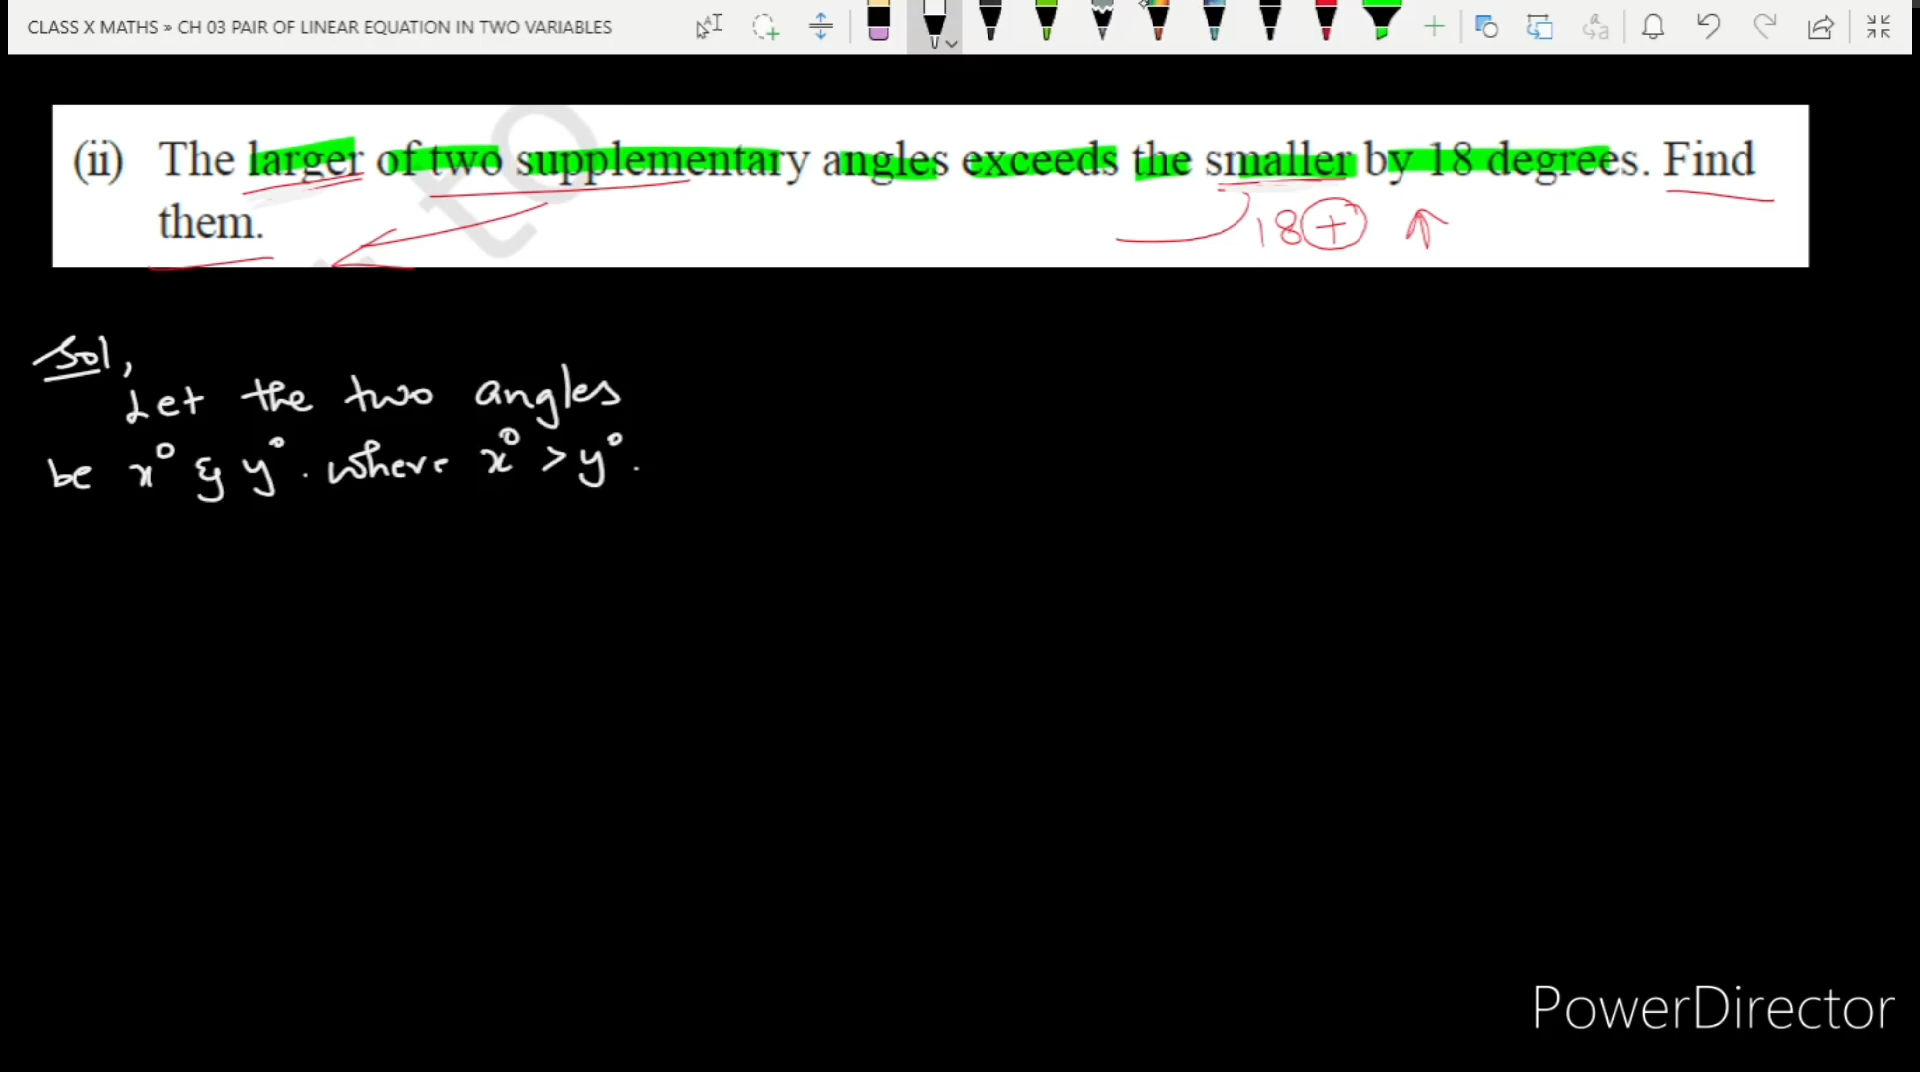 CLASS X MATHS » CH 03 PAIR OF LINEAR EQUATION IN TWO VARIABLES
(ii) The larger of two supplementary angles exceeds the smaller by 18 degrees. Find
them.
18 +
Sol,
Let the two angles
be x° & y°. where x° > y°.
PowerDirector